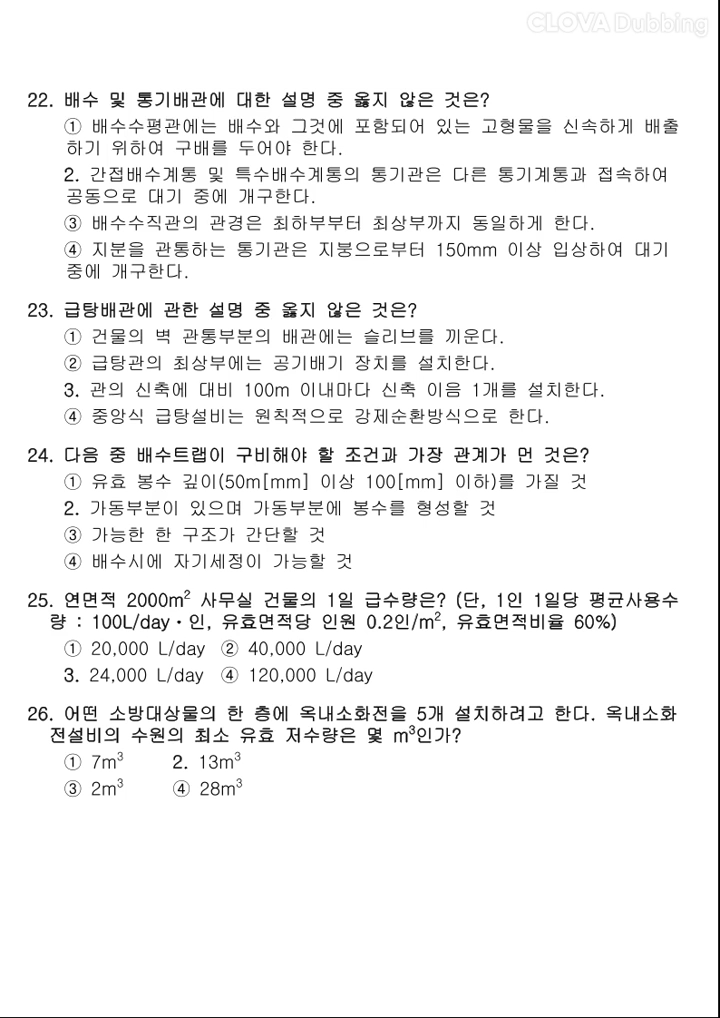 CLOVA Dubbing
22. 배수 및 통기배관에 대한 설명 중 옳지 않은 것은?
① 배수수평관에는 배수와 그것에 포함되어 있는 고형물을 신속하게 배출
하기 위하여 구배를 두어야 한다.
2. 간접배수계통 및 특수배수계통의 통기관은 다른 통기계통과 접속하여
공동으로 대기 중에 개구한다.
③ 배수수직관의 관경은 최하부부터 최상부까지 동일하게 한다.
④ 지분을 관통하는 통기관은 지붕으로부터 150mm 이상 입상하여 대기
중에 개구한다.
23. 급탕배관에 관한 설명 중 옳지 않은 것은?
① 건물의 벽 관통부분의 배관에는 슬리브를 끼운다.
② 급탕관의 최상부에는 공기배기 장치를 설치한다.
3. 관의 신축에 대비 100m 이내마다 신축 이음 1개를 설치한다.
④ 중앙식 급탕설비는 원칙적으로 강제순환방식으로 한다.
24. 다음 중 배수트랩이 구비해야 할 조건과 가장 관계가 먼 것은?
① 유효 봉수 깊이(50m[mm] 이상 100[mm] 이하)를 가질 것
2. 가동부분이 있으며 가동부분에 봉수를 형성할 것
③ 가능한 한 구조가 간단할 것
④ 배수시에 자기세정이 가능할 것
25. 연면적 2000m² 사무실 건물의 1일 급수량은? (단, 1인 1일당 평균사용수
량 : 100L/day·인, 유효면적당 인원 0.2인/m², 유효면적비율 60%)
① 20,000 L/day ② 40,000 L/day
3. 24,000 L/day ④ 120,000 L/day
26. 어떤 소방대상물의 한 층에 옥내소화전을 5개 설치하려고 한다. 옥내소화
전설비의 수원의 최소 유효 저수량은 몇 m³인가?
① 7m³ 2. 13m³
③ 2m³ ④ 28m³